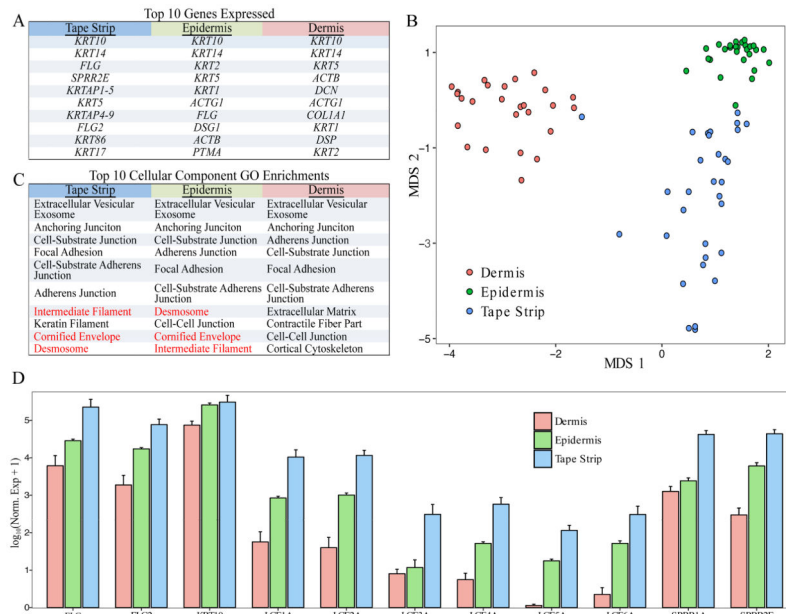 A
Top 10 Genes Expressed
Tape Strip Epidermis Dermis
KRT10 KRT10 KRT10
KRT14 KRT14 KRT14
FLG KRT2 KRT5
SPRR2E KRT5 ACTB
KRTAP1-5 KRT1 DCN
KRT5 ACTG1 ACTG1
KRTAP4-9 FLG COL1A1
FLG2 DSG1 KRT1
KRT86 ACTB DSP
KRT17 PTMA KRT2
C
Top 10 Cellular Component GO Enrichments
Tape Strip Epidermis Dermis
Extracellular Vesicular Exosome Extracellular Vesicular Exosome Extracellular Vesicular Exosome
Anchoring Junciton Anchoring Junciton Anchoring Junciton
Cell-Substrate Junction Cell-Substrate Junction Adherens Junction
Focal Adhesion Adherens Junction Cell-Substrate Junction
Cell-Substrate Adherens Junction Focal Adhesion Focal Adhesion
Adherens Junction Cell-Substrate Adherens Junction Cell-Substrate Adherens Junction
Intermediate Filament Desmosome Extracellular Matrix
Keratin Filament Cell-Cell Junction Contractile Fiber Part
Cornified Envelope Cornified Envelope Cell-Cell Junction
Desmosome Intermediate Filament Cortical Cytoskeleton
B
MDS 2
1
-1
-3
-5
Dermis
Epidermis
Tape Strip
-4 -2 0 2
MDS 1
D
log10(Norm. Exp + 1)
5
4
3
2
1
0
Dermis
Epidermis
Tape Strip